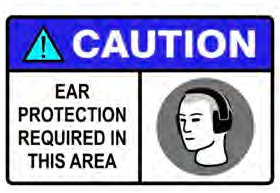 CAUTION
EAR
PROTECTION
REQUIRED IN
THIS AREA